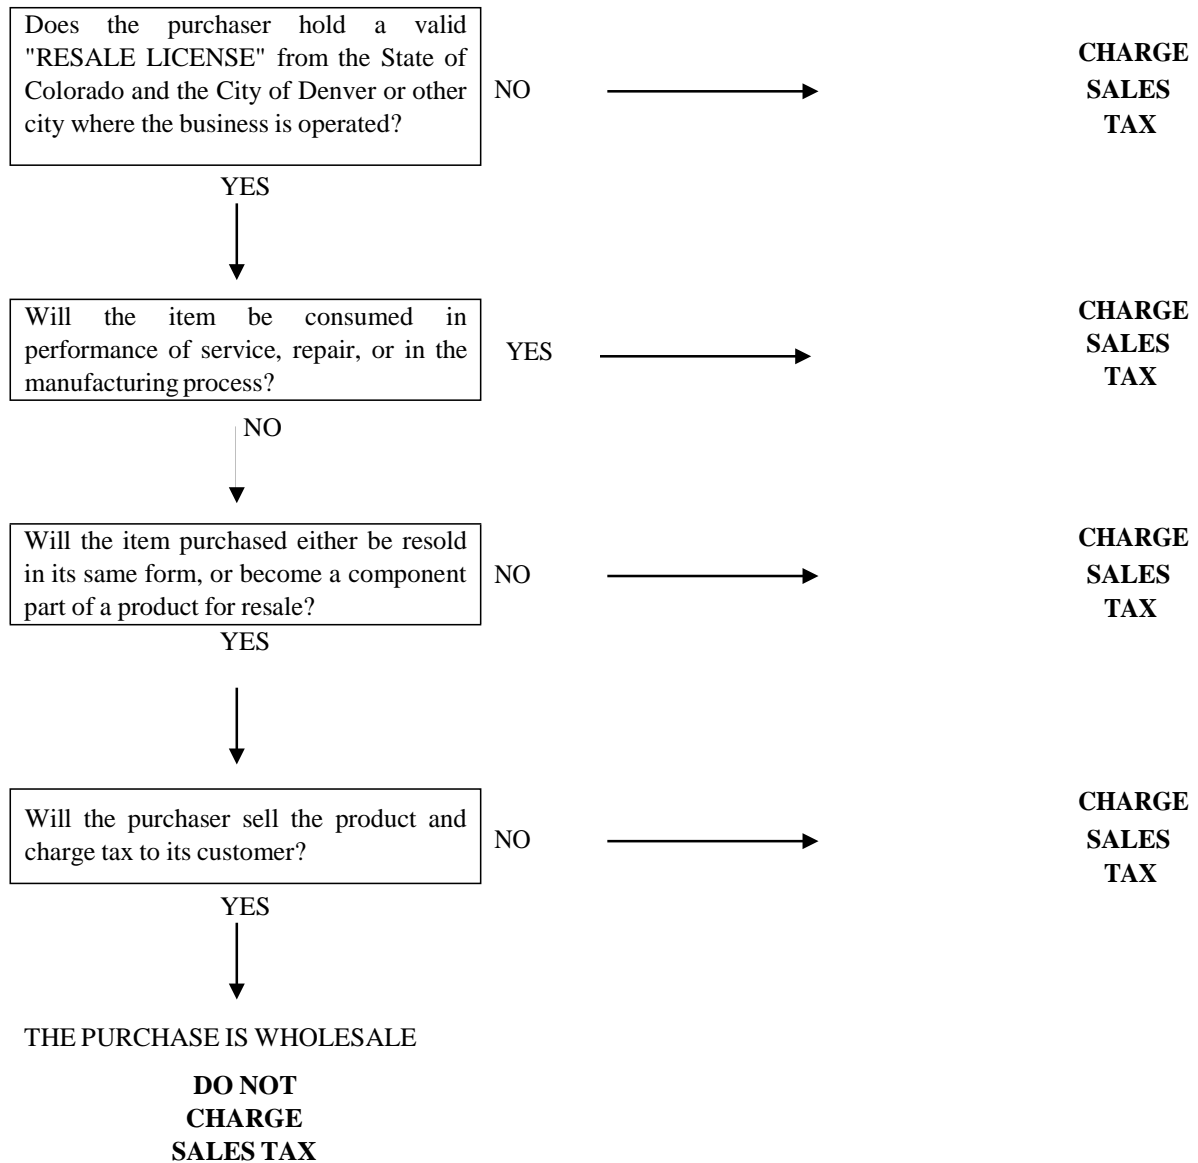 Does the purchaser hold a valid
"RESALE LICENSE" from the State of
Colorado and the City of Denver or other
city where the business is operated?
NO
CHARGE
SALES
TAX
YES
Will the item be consumed in
performance of service, repair, or in the
manufacturing process?
YES
CHARGE
SALES
TAX
NO
Will the item purchased either be resold
in its same form, or become a component
part of a product for resale?
NO
CHARGE
SALES
TAX
YES
Will the purchaser sell the product and
charge tax to its customer?
NO
CHARGE
SALES
TAX
YES
THE PURCHASE IS WHOLESALE
DO NOT
CHARGE
SALES TAX